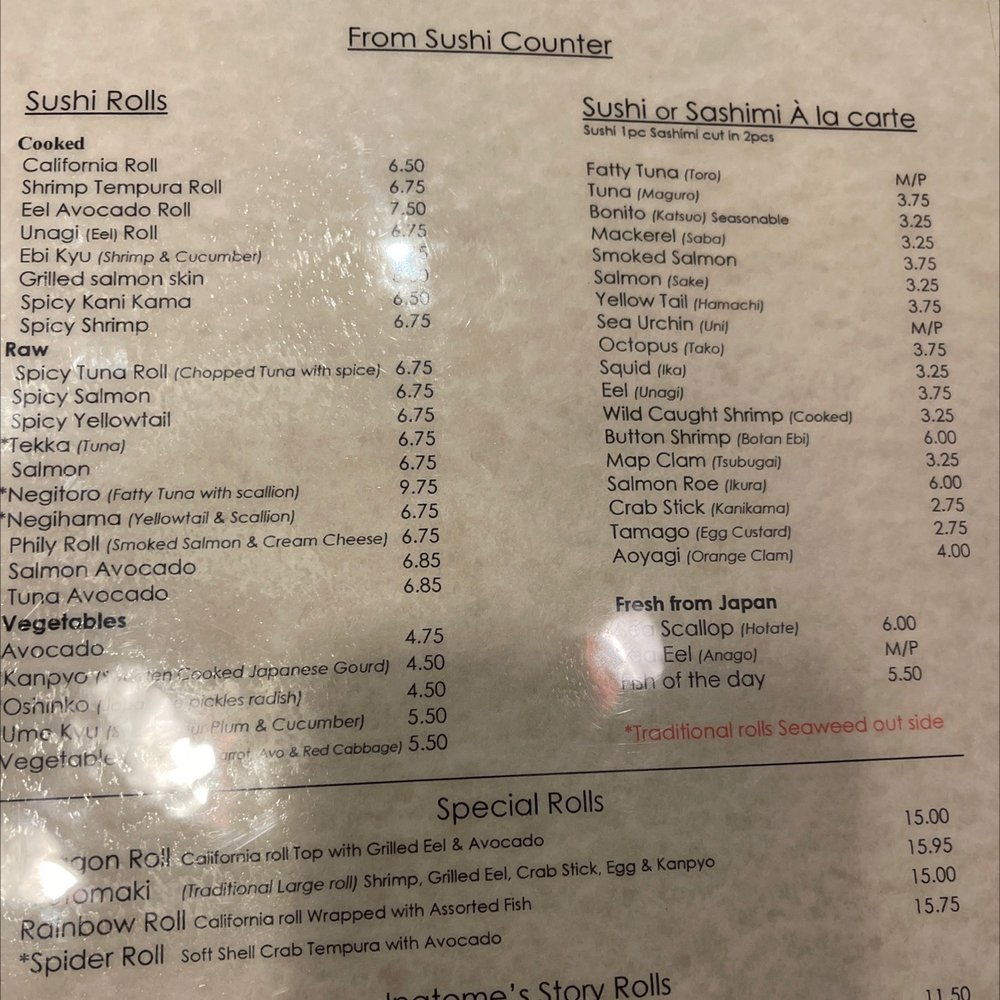 From Sushi Counter
Sushi Rolls
Cooked
California Roll 6.50
Shrimp Tempura Roll 6.75
Eel Avocado Roll 7.50
Unagi (Eel) Roll 6.75
Ebi Kyu (Shrimp & Cucumber)
Grilled salmon skin
Spicy Kani Kama 6.50
Spicy Shrimp 6.75
Raw
Spicy Tuna Roll (Chopped Tuna with spice) 6.75
Spicy Salmon 6.75
Spicy Yellowtail 6.75
*Tekka (Tuna) 6.75
Salmon 6.75
*Negitoro (Fatty Tuna with scallion) 9.75
*Negihama (Yellowtail & Scallion) 6.75
Phily Roll (Smoked Salmon & Cream Cheese) 6.75
Salmon Avocado 6.85
Tuna Avocado 6.85
Vegetables
Avocado 4.75
*Kanpyo Cooked Japanese Gourd) 4.50
Oshinko pickles radish) 4.50
Ume Kyu Plum & Cucumber) 5.50
Vegetable Avo & Red Cabbage) 5.50
Sushi or Sashimi À la carte
Sushi 1pc Sashimi cut in 2pcs
Fatty Tuna (Toro) M/P
Tuna (Maguro) 3.75
Bonito (Katsuo) Seasonable 3.25
Mackerel (Saba) 3.25
Smoked Salmon 3.75
Salmon (Sake) 3.25
Yellow Tail (Hamachi) 3.75
Sea Urchin (Uni) M/P
Octopus (Tako) 3.75
Squid (Ika) 3.25
Eel (Unagi) 3.75
Wild Caught Shrimp (Cooked) 3.25
Button Shrimp (Botan Ebi) 6.00
Map Clam (Tsubugai) 3.25
Salmon Roe (Ikura) 6.00
Crab Stick (Kanikama) 2.75
Tamago (Egg Custard) 2.75
Aoyagi (Orange Clam) 4.00
Fresh from Japan
Scallop (Hotate) 6.00
Eel (Anago) M/P
Fish of the day 5.50
*Traditional rolls Seaweed out side
Special Rolls
Roll California roll Top with Grilled Eel & Avocado 15.00
(Traditional Large roll) Shrimp, Grilled Eel, Crab Stick, Egg & Kanpyo 15.95
Rainbow Roll California roll Wrapped with Assorted Fish 15.00
*Spider Roll Soft Shell Crab Tempura with Avocado 15.75
Story Rolls
11.50